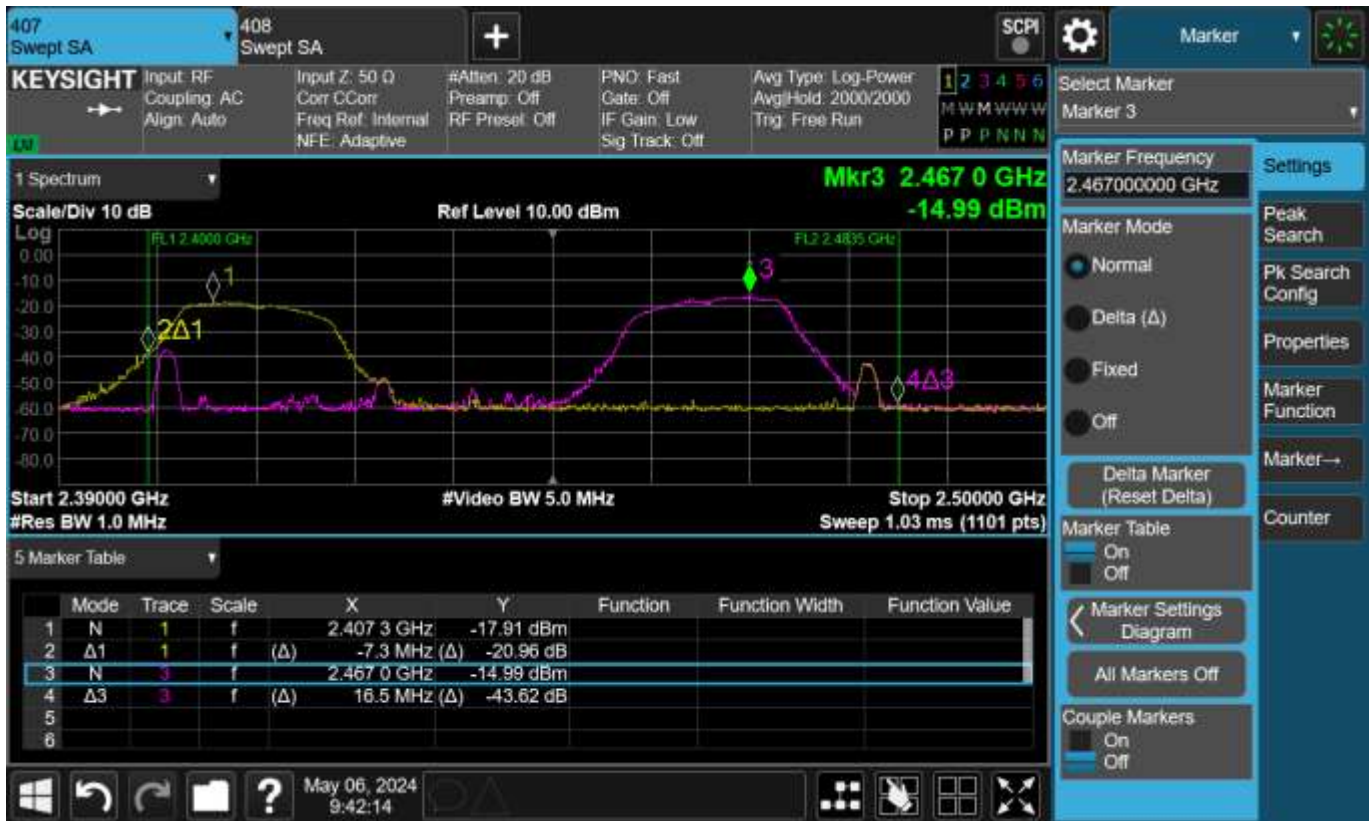 407
Swept SA
408
Swept SA
+
SCPI
Marker
KEYSIGHT
Input: RF
Coupling: AC
Align: Auto
Input Z: 50 Ω
Corr CCorr
Freq Ref: Internal
NFE: Adaptive
#Atten: 20 dB
Preamp: Off
RF Presel: Off
PNO: Fast
Gate: Off
IF Gain: Low
Sig Track: Off
Avg Type: Log-Power
Avg|Hold: 2000/2000
Trig: Free Run
1 2 3 4 5 6
M W M W W W
P P P N N N
Select Marker
Marker 3
1 Spectrum
Mkr3 2.467 0 GHz
-14.99 dBm
Scale/Div 10 dB
Ref Level 10.00 dBm
Log
FL1 2.4000 GHz
FL2 2.4835 GHz
0.00
-10.0
-20.0
-30.0
-40.0
-50.0
-60.0
-70.0
-80.0
1
2Δ1
3
4Δ3
Start 2.39000 GHz
#Video BW 5.0 MHz
Stop 2.50000 GHz
#Res BW 1.0 MHz
Sweep 1.03 ms (1101 pts)
5 Marker Table
Mode Trace Scale X Y Function Function Width Function Value
1 N 1 f 2.407 3 GHz -17.91 dBm
2 Δ1 1 f (Δ) -7.3 MHz (Δ) -20.96 dB
3 N 3 f 2.467 0 GHz -14.99 dBm
4 Δ3 3 f (Δ) 16.5 MHz (Δ) -43.62 dB
5
6
Marker Frequency
2.467000000 GHz
Marker Mode
Normal
Delta (Δ)
Fixed
Off
Delta Marker
(Reset Delta)
Marker Table
On
Off
Marker Settings
Diagram
All Markers Off
Couple Markers
On
Off
Settings
Peak
Search
Pk Search
Config
Properties
Marker
Function
Marker→
Counter
?
May 06, 2024
9:42:14